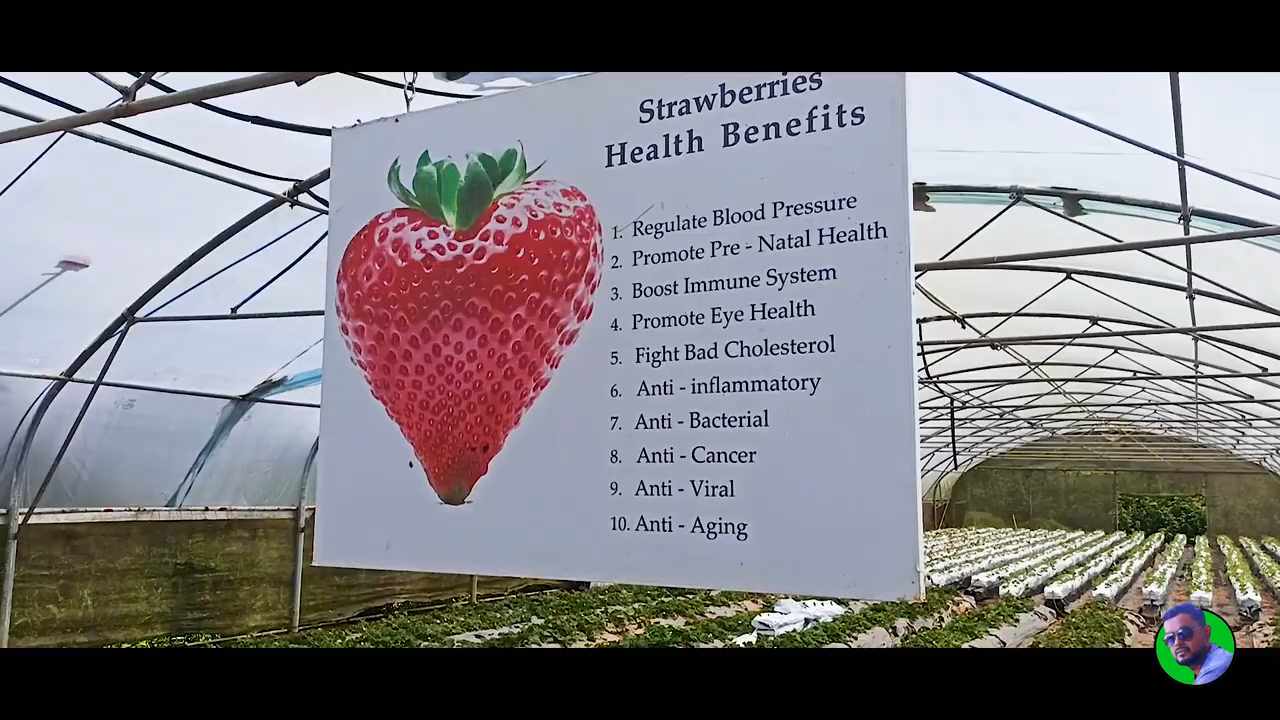 Strawberries
Health Benefits
1. Regulate Blood Pressure
2. Promote Pre - Natal Health
3. Boost Immune System
4. Promote Eye Health
5. Fight Bad Cholesterol
6. Anti - inflammatory
7. Anti - Bacterial
8. Anti - Cancer
9. Anti - Viral
10. Anti - Aging